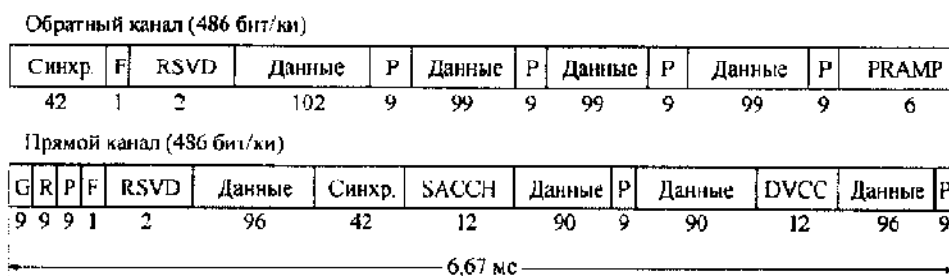 Обратный канал (486 бит/ки)
Синхр. F RSVD Данные P Данные P Данные P Данные P PRAMP
42 1 2 102 9 99 9 99 9 99 9 6
Прямой канал (486 бит/ки)
G R P F RSVD Данные Синхр. SACCH Данные P Данные DVCC Данные P
9 9 9 1 2 96 42 12 90 9 90 12 96 9
6,67 мс